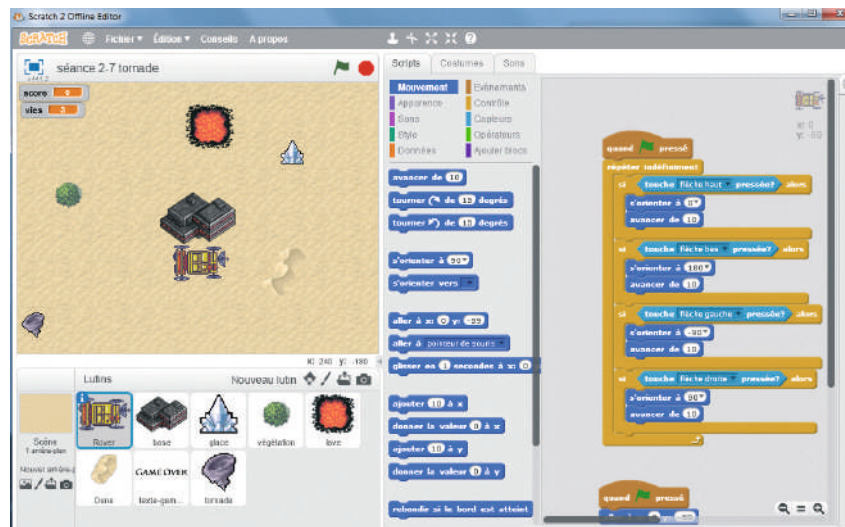 Scratch 2 Offline Editor
SCRATCH Fichier Édition Conseils A propos
séance 2-7 tornade
score 0
vies 3
X: 240 y: -180
Scripts Costumes Sons
Mouvement Evénements
Apparence Contrôle
Sons Capteurs
Stylo Opérateurs
Données Ajouter blocs
avancer de 10
tourner de 15 degrés
tourner de 15 degrés
s'orienter à 90
s'orienter vers
aller à x: 0 y: -99
aller à pointeur de souris
glisser en 1 secondes à x: 0
ajouter 10 à x
donner la valeur 0 à x
ajouter 10 à y
donner la valeur 0 à y
rebondir si le bord est atteint
x: 0
quand pressé
répéter indéfiniment
si touche flèche haut pressée? alors
s'orienter à 0
avancer de 10
si touche flèche bas pressée? alors
s'orienter à 180
avancer de 10
si touche flèche gauche pressée? alors
s'orienter à -90
avancer de 10
si touche flèche droite pressée? alors
s'orienter à 90
avancer de 10
quand pressé
Lutins Nouveau lutin
Scène
1 arrière-plan
Nouvel arrière-p
Rover base glace végétation lave
GAME OVER
Dune texte-gam... tornade